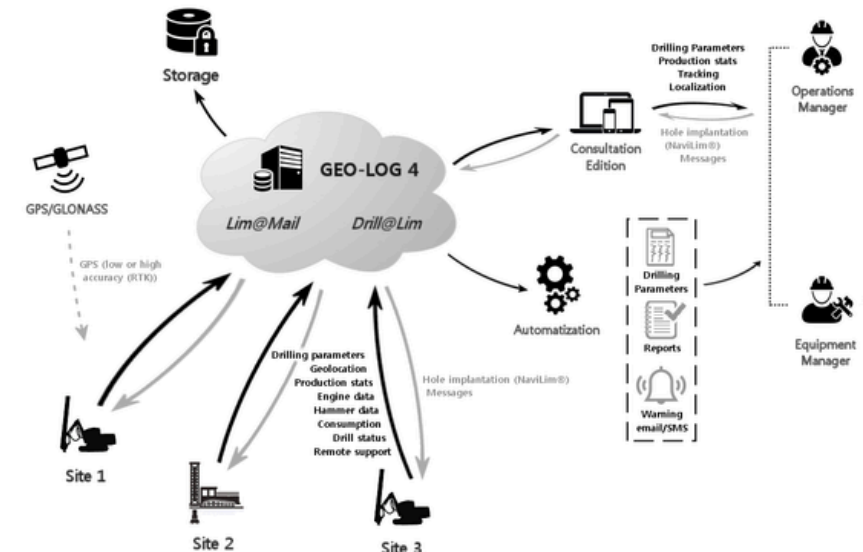 Storage
GPS/GLONASS
GPS (low or high
accuracy (RTK))
GEO-LOG 4
Lim@Mail
Drill@Lim
Consultation
Edition
Drilling Parameters
Production stats
Tracking
Localization
Hole implantation
(NaviLim®)
Messages
Operations
Manager
Automatization
Drilling
Parameters
Reports
Warning
email/SMS
Equipment
Manager
Drilling parameters
Geolocation
Production stats
Engine data
Hammer data
Consumption
Drill status
Remote support
Hole implantation (NaviLim®)
Messages
Site 1
Site 2
Site 3